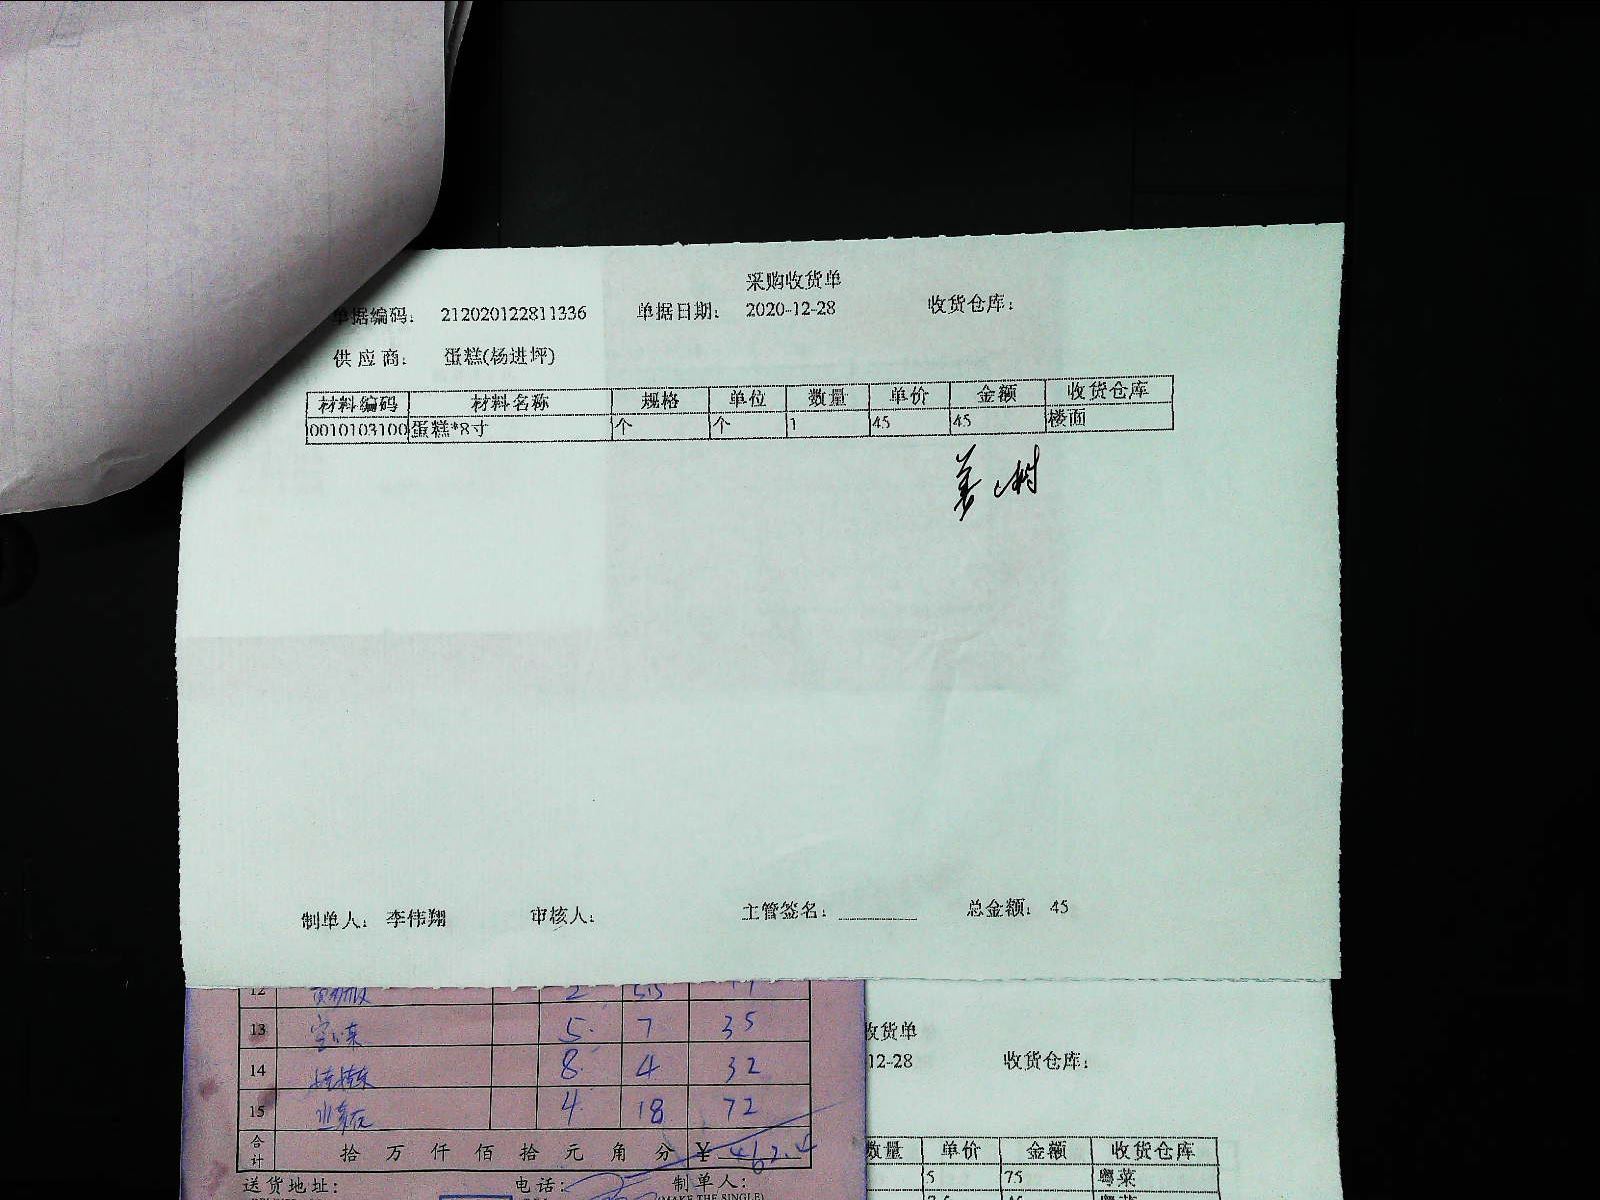 采购收货单
单据编码： 212020122811336 单据日期： 2020-12-28 收货仓库：
供应商： 蛋糕(杨进坪)
材料编码 材料名称 规格 单位 数量 单价 金额 收货仓库
0010103100 蛋糕*8寸 个 个 1 45 45 楼面
制单人： 李伟翔 审核人： 主管签名： 总金额： 45
12 2
13 5 7 35
14 8 4 32
15 4 18 72
合计 拾 万 仟 佰 拾 元 角 分 ¥ 462.4
送货地址： 电话： 制单人：
(MAKE THE SINGLE)
收货单
12-28 收货仓库：
数量 单价 金额 收货仓库
5 75 粤菜